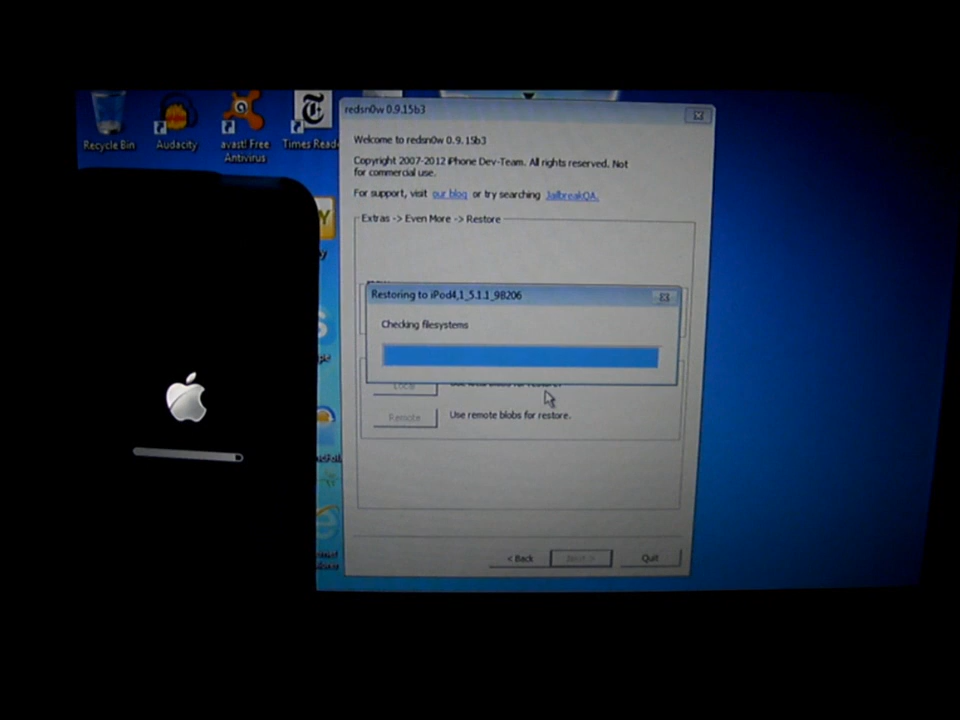 Recycle Bin
Audacity
avast! Free
Antivirus
Times Reade
redsn0w 0.9.15b3
Welcome to redsn0w 0.9.15b3
Copyright 2007-2012 iPhone Dev-Team. All rights reserved. Not
for commercial use.
For support, visit our blog or try searching JailbreakQA.
Extras -> Even More -> Restore
Restoring to iPod4,1_5.1.1_9B206
Checking filesystems
Local
Remote
Use remote blobs for restore.
< Back
Next >
Quit